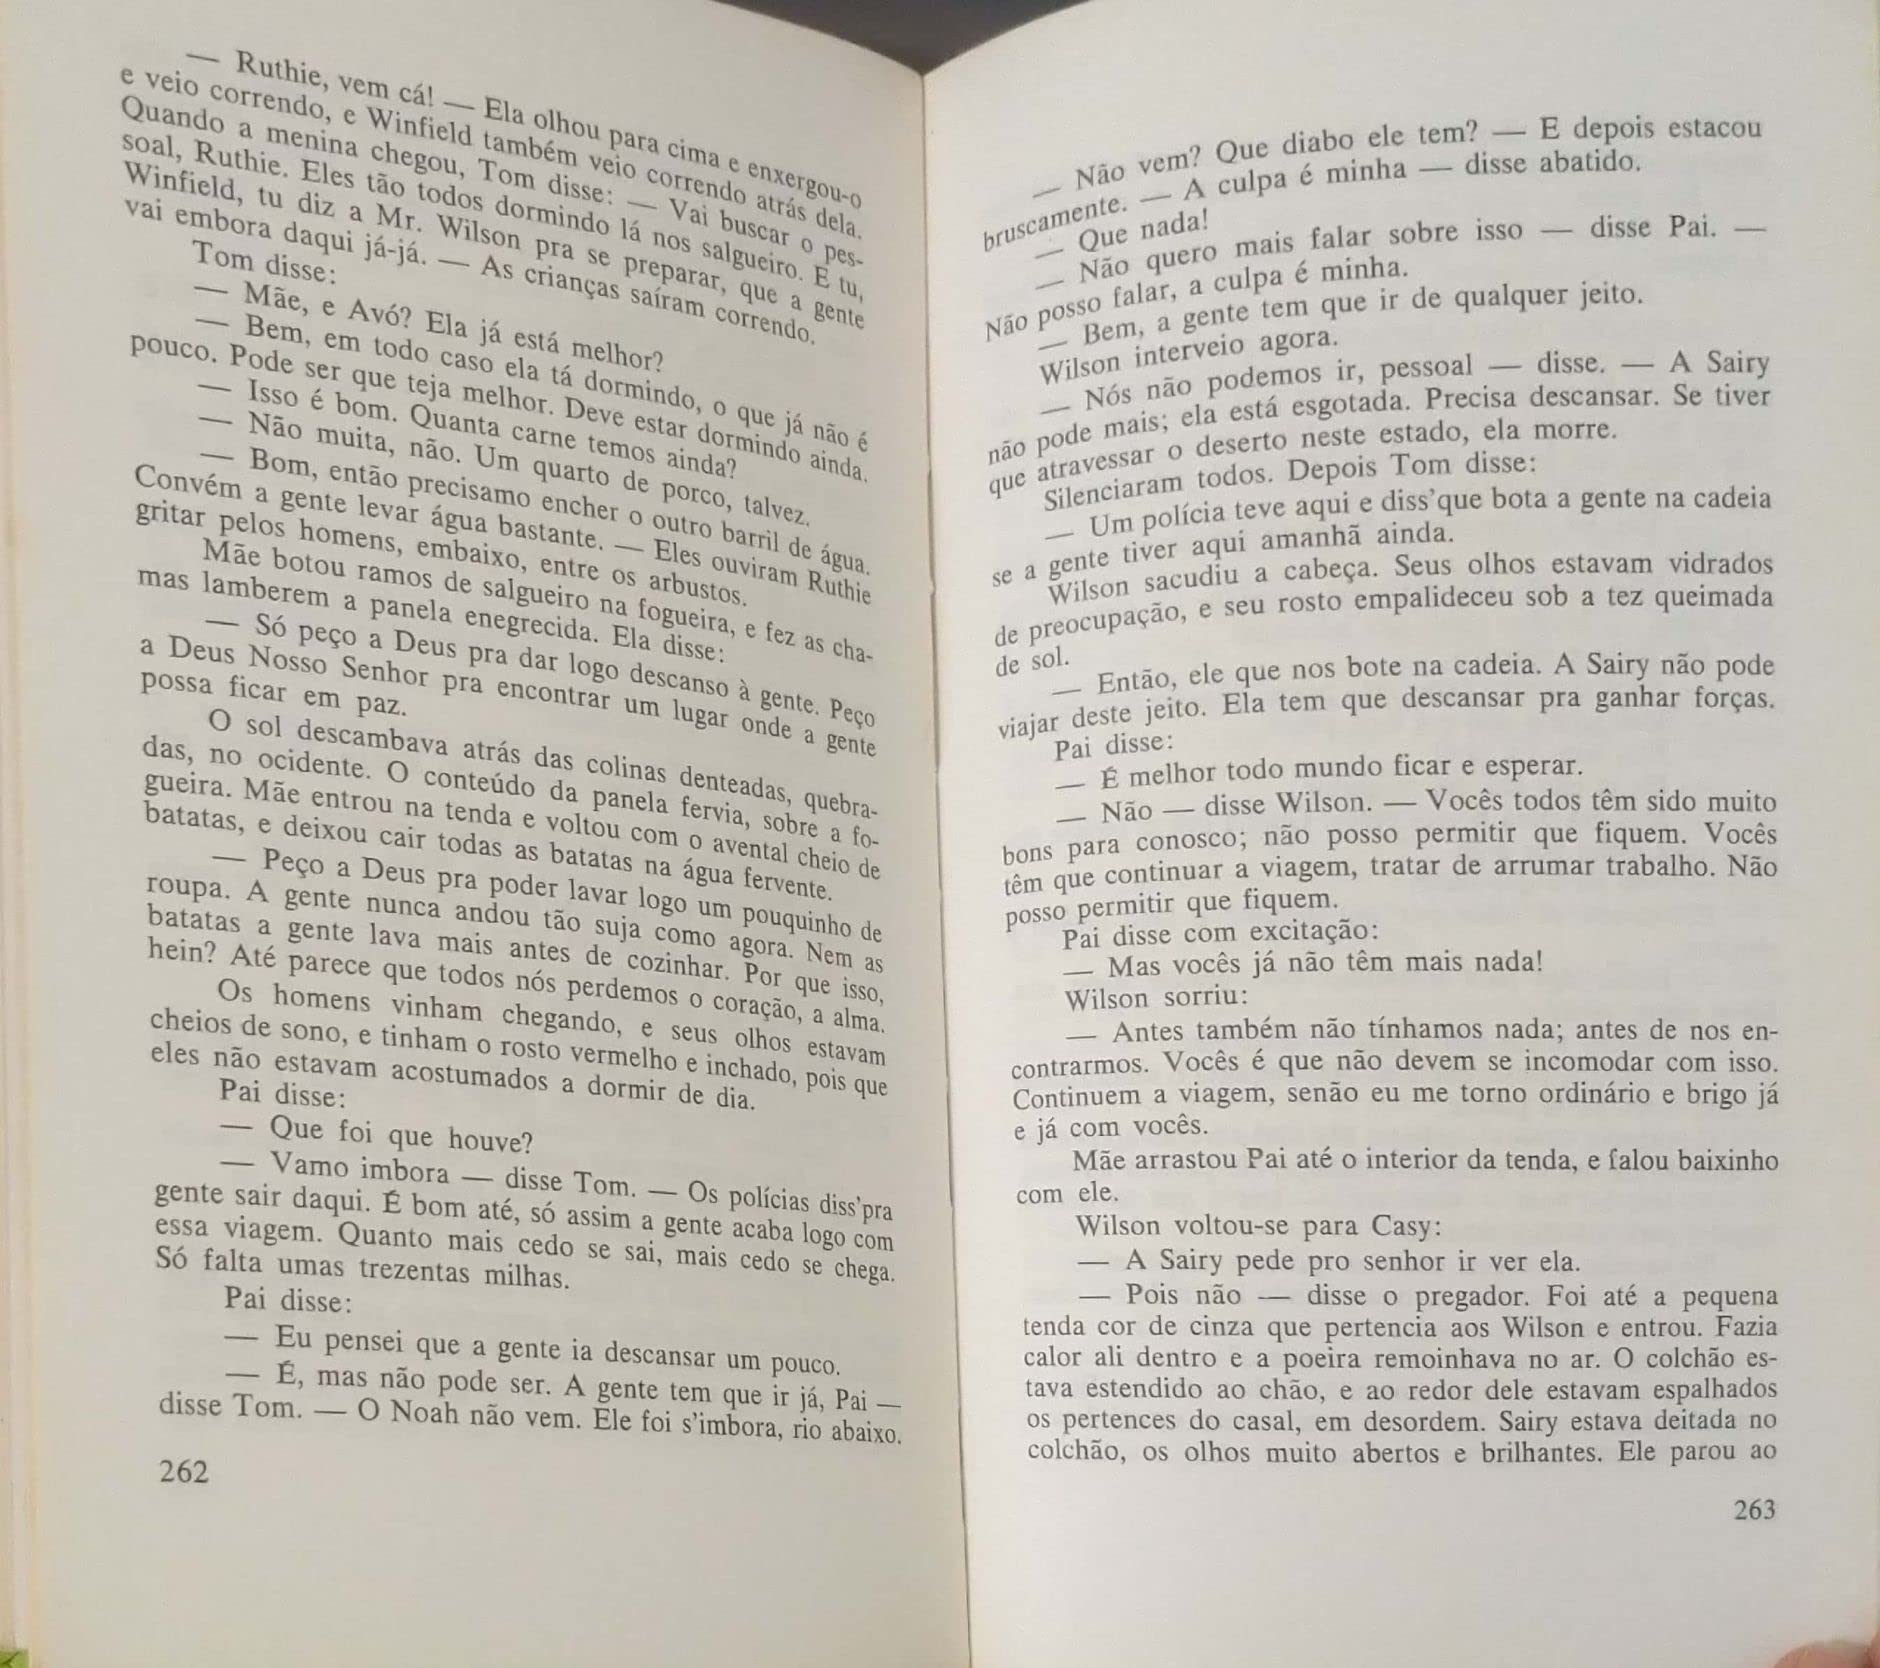 — Ruthie, vem cá! — Ela olhou para cima e enxergou-o
e veio correndo, e Winfield também veio correndo atrás dela.
Quando a menina chegou, Tom disse: — Vai buscar o pes-
soal, Ruthie. Eles tão todos dormindo lá nos salgueiro. E tu,
Winfield, tu diz a Mr. Wilson pra se preparar, que a gente
vai embora daqui já-já. — As crianças saíram correndo.
Tom disse:
— Mãe, e Avó? Ela já está melhor?
— Bem, em todo caso ela tá dormindo, o que já não é
pouco. Pode ser que teja melhor. Deve estar dormindo ainda.
— Isso é bom. Quanta carne temos ainda?
— Não muita, não. Um quarto de porco, talvez.
— Bom, então precisamo encher o outro barril de água.
Convém a gente levar água bastante. — Eles ouviram Ruthie
gritar pelos homens, embaixo, entre os arbustos.
Mãe botou ramos de salgueiro na fogueira, e fez as cha-
mas lamberem a panela enegrecida. Ela disse:
— Só peço a Deus pra dar logo descanso à gente. Peço
a Deus Nosso Senhor pra encontrar um lugar onde a gente
possa ficar em paz.
O sol descambava atrás das colinas denteadas, quebra-
das, no ocidente. O conteúdo da panela fervia, sobre a fo-
gueira. Mãe entrou na tenda e voltou com o avental cheio de
batatas, e deixou cair todas as batatas na água fervente.
— Peço a Deus pra poder lavar logo um pouquinho de
roupa. A gente nunca andou tão suja como agora. Nem as
batatas a gente lava mais antes de cozinhar. Por que isso,
hein? Até parece que todos nós perdemos o coração, a alma.
Os homens vinham chegando, e seus olhos estavam
cheios de sono, e tinham o rosto vermelho e inchado, pois que
eles não estavam acostumados a dormir de dia.
Pai disse:
— Que foi que houve?
— Vamo imbora — disse Tom. — Os polícias diss'pra
gente sair daqui. É bom até, só assim a gente acaba logo com
essa viagem. Quanto mais cedo se sai, mais cedo se chega.
Só falta umas trezentas milhas.
Pai disse:
— Eu pensei que a gente ia descansar um pouco.
— É, mas não pode ser. A gente tem que ir já, Pai —
disse Tom. — O Noah não vem. Ele foi s'imbora, rio abaixo.
262
— Não vem? Que diabo ele tem? — E depois estacou
bruscamente. — A culpa é minha — disse abatido.
— Que nada!
— Não quero mais falar sobre isso — disse Pai. —
Não posso falar, a culpa é minha.
— Bem, a gente tem que ir de qualquer jeito.
Wilson interveio agora.
— Nós não podemos ir, pessoal — disse. — A Sairy
não pode mais; ela está esgotada. Precisa descansar. Se tiver
que atravessar o deserto neste estado, ela morre.
Silenciaram todos. Depois Tom disse:
— Um polícia teve aqui e diss'que bota a gente na cadeia
se a gente tiver aqui amanhã ainda.
Wilson sacudiu a cabeça. Seus olhos estavam vidrados
de preocupação, e seu rosto empalideceu sob a tez queimada
de sol.
— Então, ele que nos bote na cadeia. A Sairy não pode
viajar deste jeito. Ela tem que descansar pra ganhar forças.
Pai disse:
— É melhor todo mundo ficar e esperar.
— Não — disse Wilson. — Vocês todos têm sido muito
bons para conosco; não posso permitir que fiquem. Vocês
têm que continuar a viagem, tratar de arrumar trabalho. Não
posso permitir que fiquem.
Pai disse com excitação:
— Mas vocês já não têm mais nada!
Wilson sorriu:
— Antes também não tínhamos nada; antes de nos en-
contrarmos. Vocês é que não devem se incomodar com isso.
Continuem a viagem, senão eu me torno ordinário e brigo já
e já com vocês.
Mãe arrastou Pai até o interior da tenda, e falou baixinho
com ele.
Wilson voltou-se para Casy:
— A Sairy pede pro senhor ir ver ela.
— Pois não — disse o pregador. Foi até a pequena
tenda cor de cinza que pertencia aos Wilson e entrou. Fazia
calor ali dentro e a poeira remoinhava no ar. O colchão es-
tava estendido ao chão, e ao redor dele estavam espalhados
os pertences do casal, em desordem. Sairy estava deitada no
colchão, os olhos muito abertos e brilhantes. Ele parou ao
263